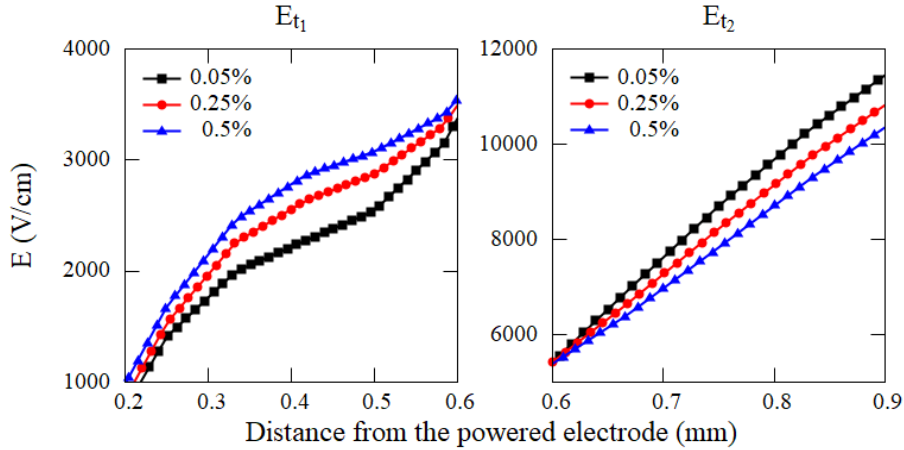 Et1 Et2
4000 12000
0.05% 0.05%
0.25% 0.25%
0.5% 0.5%
3000 10000
E (V/cm)
2000 8000
6000
1000
0.2 0.3 0.4 0.5 0.6 0.6 0.7 0.8 0.9
Distance from the powered electrode (mm)